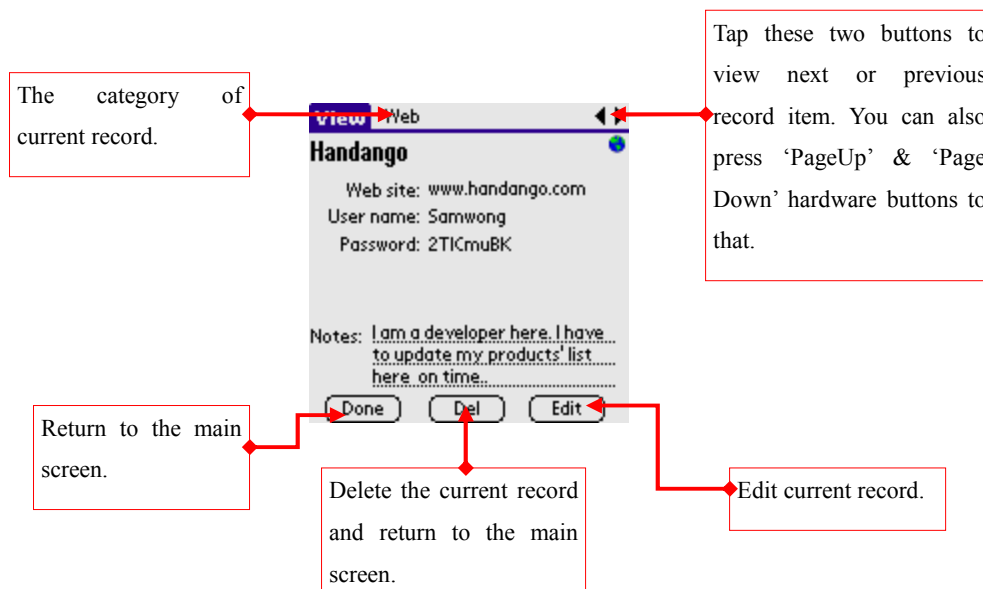 Tap these two buttons to
view next or previous
record item. You can also
press ‘PageUp’ & ‘Page
Down’ hardware buttons to
that.
The category of
current record.
View Web
Handango
Web site: www.handango.com
User name: Samwong
Password: 2TICmuBK
Notes: I am a developer here. I have
to update my products' list
here on time..
Done Del Edit
Return to the main
screen.
Delete the current record
and return to the main
screen.
Edit current record.